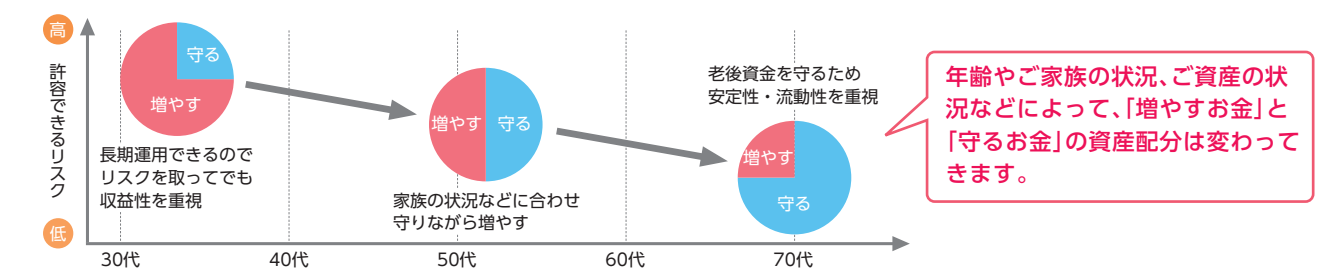 高
許容できるリスク
低
守る
増やす
長期運用できるので
リスクを取ってでも
収益性を重視
増やす
守る
家族の状況などに合わせ
守りながら増やす
老後資金を守るため
安定性・流動性を重視
増やす
守る
年齢やご家族の状況、ご資産の状
況などによって、「増やすお金」と
「守るお金」の資産配分は変わって
きます。
30代
40代
50代
60代
70代